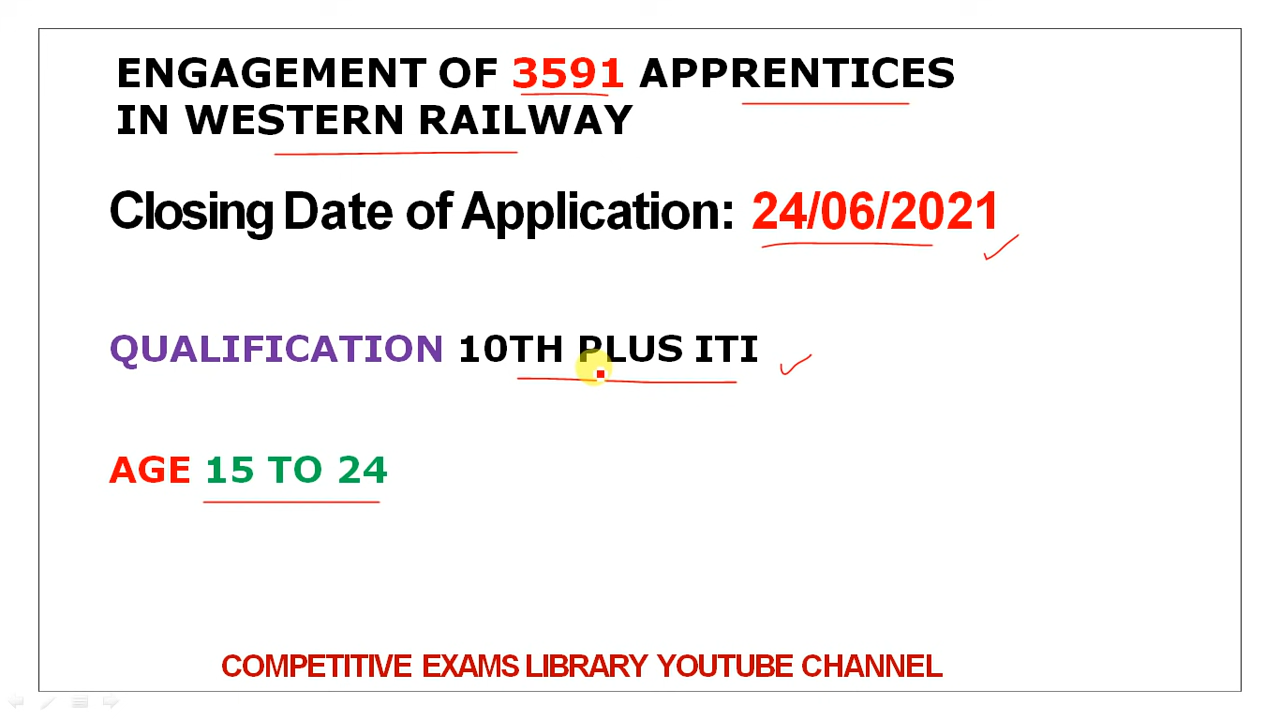 ENGAGEMENT OF 3591 APPRENTICES
IN WESTERN RAILWAY
Closing Date of Application: 24/06/2021
QUALIFICATION 10TH PLUS ITI
AGE 15 TO 24
COMPETITIVE EXAMS LIBRARY YOUTUBE CHANNEL